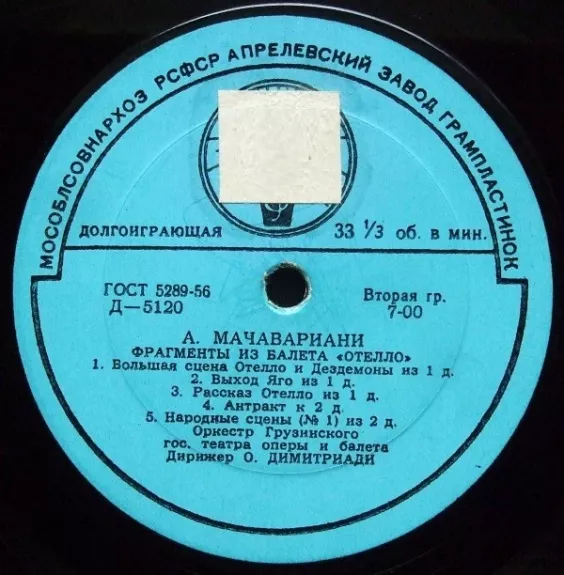 МОСОБЛСОВНАРХОЗ РСФСР АПРЕЛЕВСКИЙ ЗАВОД ГРАМПЛАСТИНОК
ДОЛГОИГРАЮЩАЯ 33 1/3 об. в мин.
ГОСТ 5289-56 Вторая гр.
Д—5120 7-00
А. МАЧАВАРИАНИ
ФРАГМЕНТЫ ИЗ БАЛЕТА «ОТЕЛЛО»
1. Большая сцена Отелло и Дездемоны из 1 д.
2. Выход Яго из 1 д.
3. Рассказ Отелло из 1 д.
4. Антракт к 2 д.
5. Народные сцены (№ 1) из 2 д.
Оркестр Грузинского
гос. театра оперы и балета
Дирижер О. ДИМИТРИАДИ